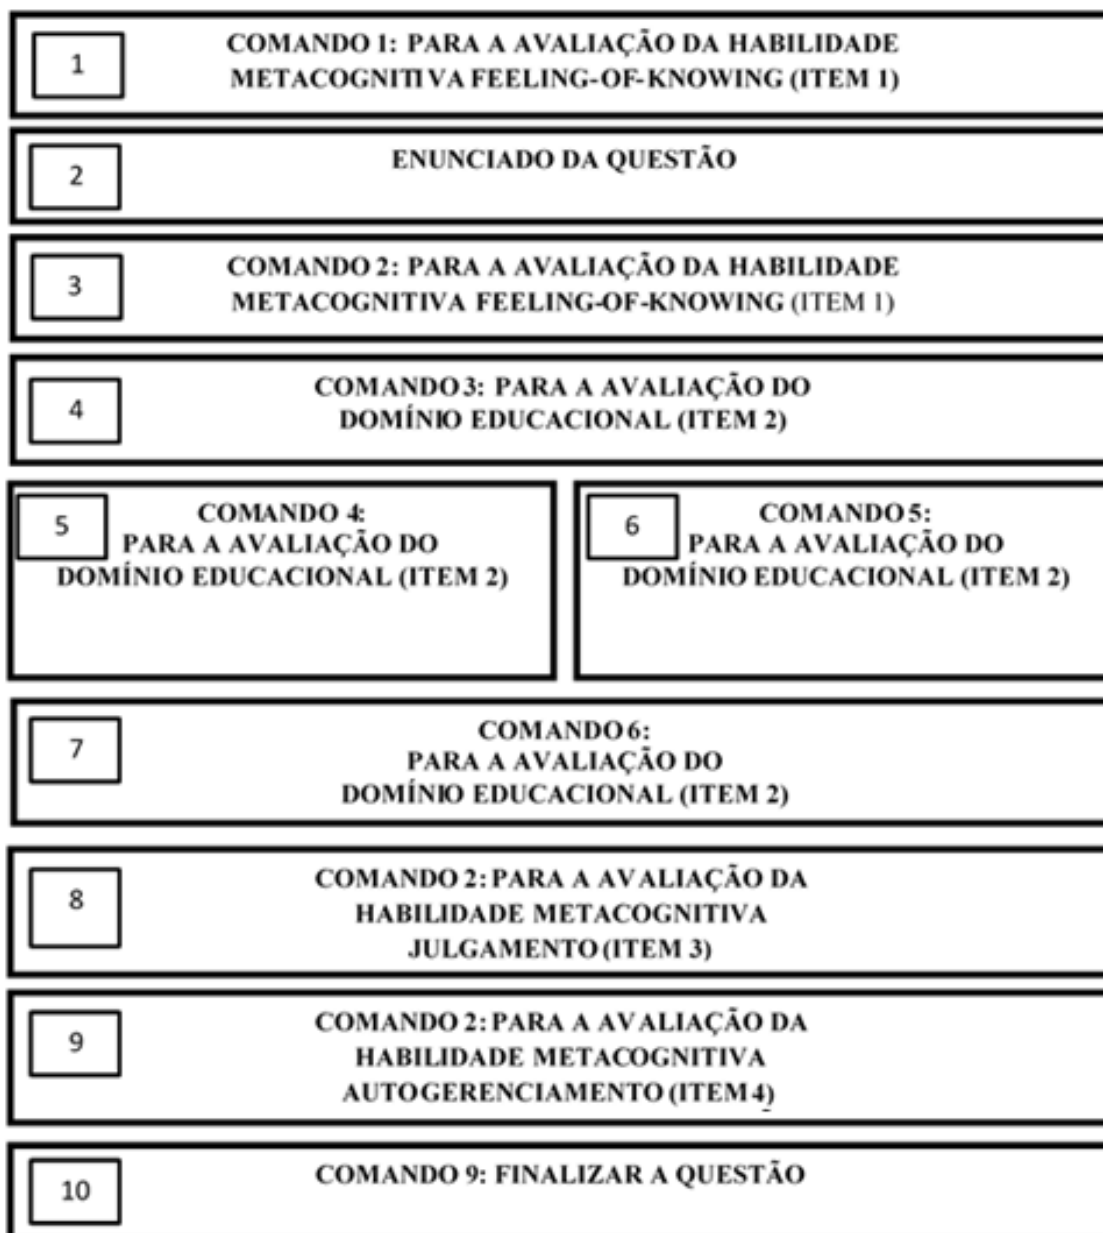 1
COMANDO 1: PARA A AVALIAÇÃO DA HABILIDADE
METACOGNITIVA FEELING-OF-KNOWING (ITEM 1)
2
ENUNCIADO DA QUESTÃO
3
COMANDO 2: PARA A AVALIAÇÃO DA HABILIDADE
METACOGNITIVA FEELING-OF-KNOWING (ITEM 1)
4
COMANDO 3: PARA A AVALIAÇÃO DO
DOMÍNIO EDUCACIONAL (ITEM 2)
5
COMANDO 4:
PARA A AVALIAÇÃO DO
DOMÍNIO EDUCACIONAL (ITEM 2)
6
COMANDO 5:
PARA A AVALIAÇÃO DO
DOMÍNIO EDUCACIONAL (ITEM 2)
7
COMANDO 6:
PARA A AVALIAÇÃO DO
DOMÍNIO EDUCACIONAL (ITEM 2)
8
COMANDO 2: PARA A AVALIAÇÃO DA
HABILIDADE METACOGNITIVA
JULGAMENTO (ITEM 3)
9
COMANDO 2: PARA A AVALIAÇÃO DA
HABILIDADE METACOGNITIVA
AUTOGERENCIAMENTO (ITEM 4)
10
COMANDO 9: FINALIZAR A QUESTÃO